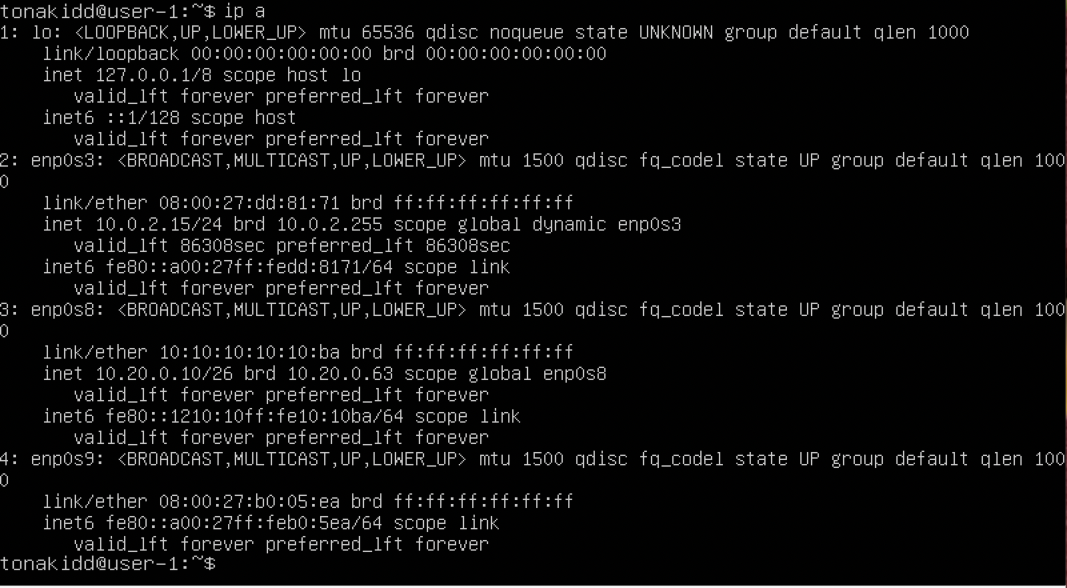 tonakidd@user-1:~$ ip a
1: lo: <LOOPBACK,UP,LOWER_UP> mtu 65536 qdisc noqueue state UNKNOWN group default qlen 1000
    link/loopback 00:00:00:00:00:00 brd 00:00:00:00:00:00
    inet 127.0.0.1/8 scope host lo
       valid_lft forever preferred_lft forever
    inet6 ::1/128 scope host
       valid_lft forever preferred_lft forever
2: enp0s3: <BROADCAST,MULTICAST,UP,LOWER_UP> mtu 1500 qdisc fq_codel state UP group default qlen 100
0
    link/ether 08:00:27:dd:81:71 brd ff:ff:ff:ff:ff:ff
    inet 10.0.2.15/24 brd 10.0.2.255 scope global dynamic enp0s3
       valid_lft 86308sec preferred_lft 86308sec
    inet6 fe80::a00:27ff:fedd:8171/64 scope link
       valid_lft forever preferred_lft forever
3: enp0s8: <BROADCAST,MULTICAST,UP,LOWER_UP> mtu 1500 qdisc fq_codel state UP group default qlen 100
0
    link/ether 10:10:10:10:10:ba brd ff:ff:ff:ff:ff:ff
    inet 10.20.0.10/26 brd 10.20.0.63 scope global enp0s8
       valid_lft forever preferred_lft forever
    inet6 fe80::1210:10ff:fe10:10ba/64 scope link
       valid_lft forever preferred_lft forever
4: enp0s9: <BROADCAST,MULTICAST,UP,LOWER_UP> mtu 1500 qdisc fq_codel state UP group default qlen 100
0
    link/ether 08:00:27:b0:05:ea brd ff:ff:ff:ff:ff:ff
    inet6 fe80::a00:27ff:feb0:5ea/64 scope link
       valid_lft forever preferred_lft forever
tonakidd@user-1:~$